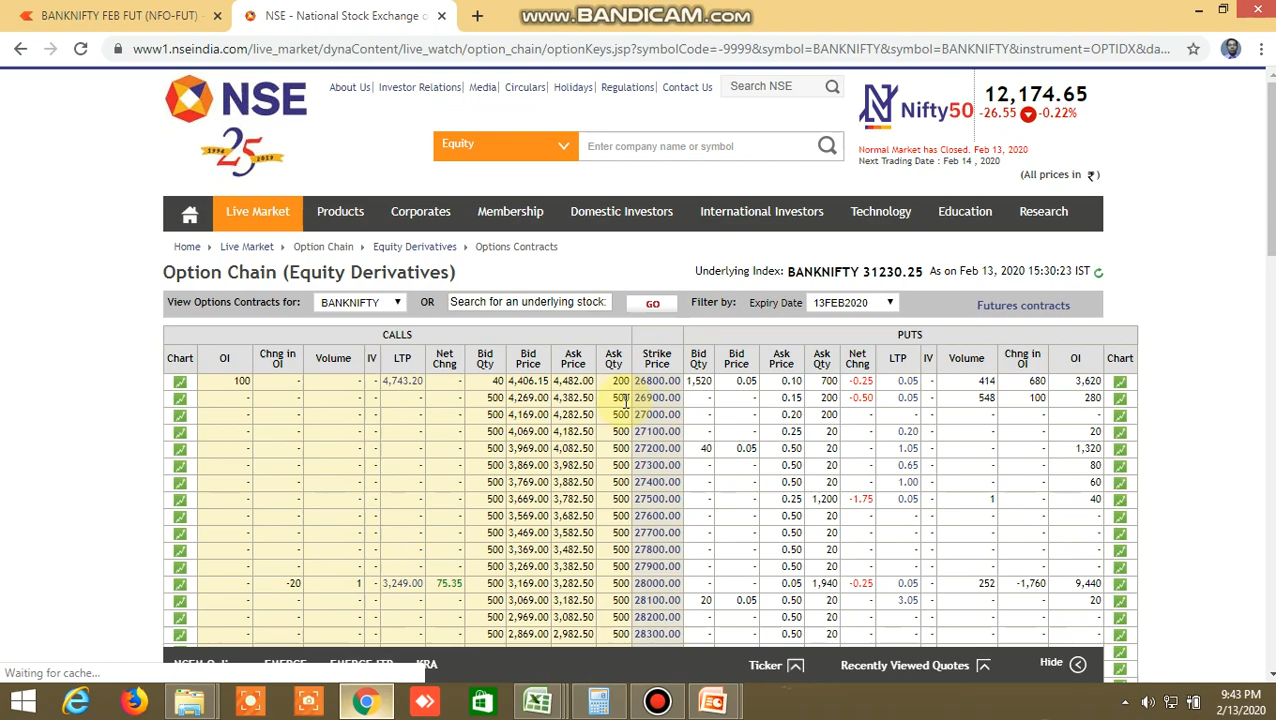 BANKNIFTY FEB FUT (NFO-FUT)
NSE - National Stock Exchange o
WWW.BANDICAM.COM
www1.nseindia.com/live_market/dynaContent/live_watch/option_chain/optionKeys.jsp?symbolCode=-9999&symbol=BANKNIFTY&symbol=BANKNIFTY&instrument=OPTIDX&da...
NSE
1994 25 2019
About Us Investor Relations Media Circulars Holidays Regulations Contact Us
Search NSE
Nifty50
12,174.65
-26.55 -0.22%
Equity
Enter company name or symbol
Normal Market has Closed. Feb 13, 2020
Next Trading Date : Feb 14 , 2020
(All prices in ₹)
Live Market Products Corporates Membership Domestic Investors International Investors Technology Education Research
Home Live Market Option Chain Equity Derivatives Options Contracts
Option Chain (Equity Derivatives)
Underlying Index: BANKNIFTY 31230.25 As on Feb 13, 2020 15:30:23 IST
View Options Contracts for: BANKNIFTY OR Search for an underlying stock: GO Filter by: Expiry Date 13FEB2020 Futures contracts
CALLS PUTS
Chart OI Chng in OI Volume IV LTP Net Chng Bid Qty Bid Price Ask Price Ask Qty Strike Price Bid Qty Bid Price Ask Price Ask Qty Net Chng LTP IV Volume Chng in OI OI Chart
100 - - - 4,743.20 - 40 4,406.15 4,482.00 200 26800.00 1,520 0.05 0.10 700 -0.25 0.05 - 414 680 3,620
- - - - - - 500 4,269.00 4,382.50 500 26900.00 - - 0.15 200 -0.50 0.05 - 548 100 280
- - - - - - 500 4,169.00 4,282.50 500 27000.00 - - 0.20 200 - - - - - -
- - - - - - 500 4,069.00 4,182.50 500 27100.00 - - 0.25 20 - 0.20 - - - 20
- - - - - - 500 3,969.00 4,082.50 500 27200.00 40 0.05 0.50 20 - 1.05 - - - 1,320
- - - - - - 500 3,869.00 3,982.50 500 27300.00 - - 0.50 20 - 0.65 - - - 80
- - - - - - 500 3,769.00 3,882.50 500 27400.00 - - 0.50 20 - 1.00 - - - 60
- - - - - - 500 3,669.00 3,782.50 500 27500.00 - - 0.25 1,200 -1.75 0.05 - 1 - 40
- - - - - - 500 3,569.00 3,682.50 500 27600.00 - - 0.50 20 - - - - - -
- - - - - - 500 3,469.00 3,582.50 500 27700.00 - - 0.50 20 - - - - - -
- - - - - - 500 3,369.00 3,482.50 500 27800.00 - - 0.50 20 - - - - - -
- - - - - - 500 3,269.00 3,382.50 500 27900.00 - - 0.50 20 - - - - - -
- -20 1 - 3,249.00 75.35 500 3,169.00 3,282.50 500 28000.00 - - 0.05 1,940 -0.25 0.05 - 252 -1,760 9,440
- - - - - - 500 3,069.00 3,182.50 500 28100.00 20 0.05 0.50 20 - 3.05 - - - 20
- - - - - - 500 2,969.00 3,082.50 500 28200.00 - - 0.50 20 - - - - - -
- - - - - - 500 2,869.00 2,982.50 500 28300.00 - - 0.50 20 - - - - - -
Ticker Recently Viewed Quotes Hide
Waiting for cache...
9:43 PM
2/13/2020